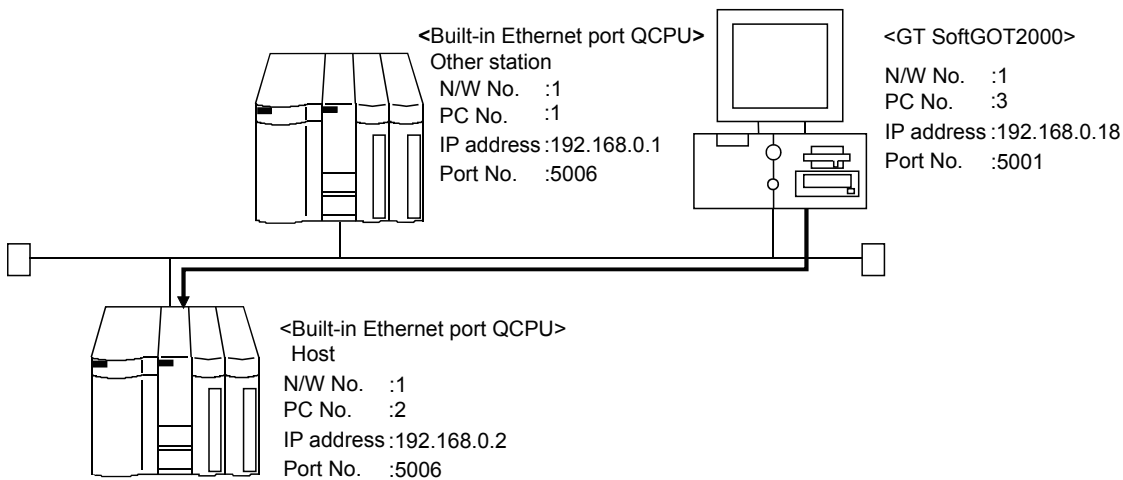 <Built-in Ethernet port QCPU>
Other station
N/W No. :1
PC No. :1
IP address :192.168.0.1
Port No. :5006
<GT SoftGOT2000>
N/W No. :1
PC No. :3
IP address :192.168.0.18
Port No. :5001
<Built-in Ethernet port QCPU>
Host
N/W No. :1
PC No. :2
IP address :192.168.0.2
Port No. :5006